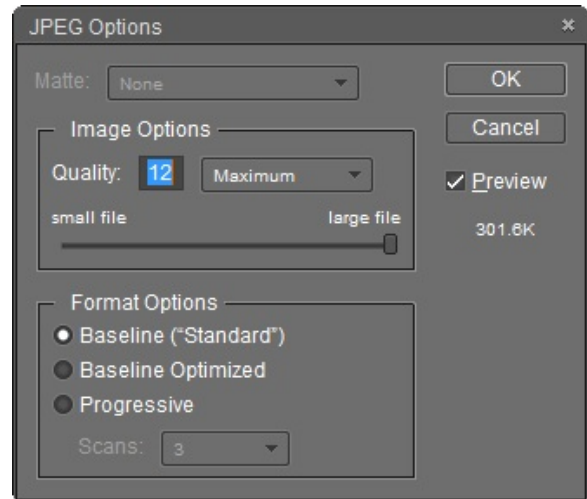 JPEG Options
Matte: None
OK
Image Options
Cancel
Quality: 12 Maximum
Preview
small file large file
301.6K
Format Options
Baseline (“Standard”)
Baseline Optimized
Progressive
Scans: 3